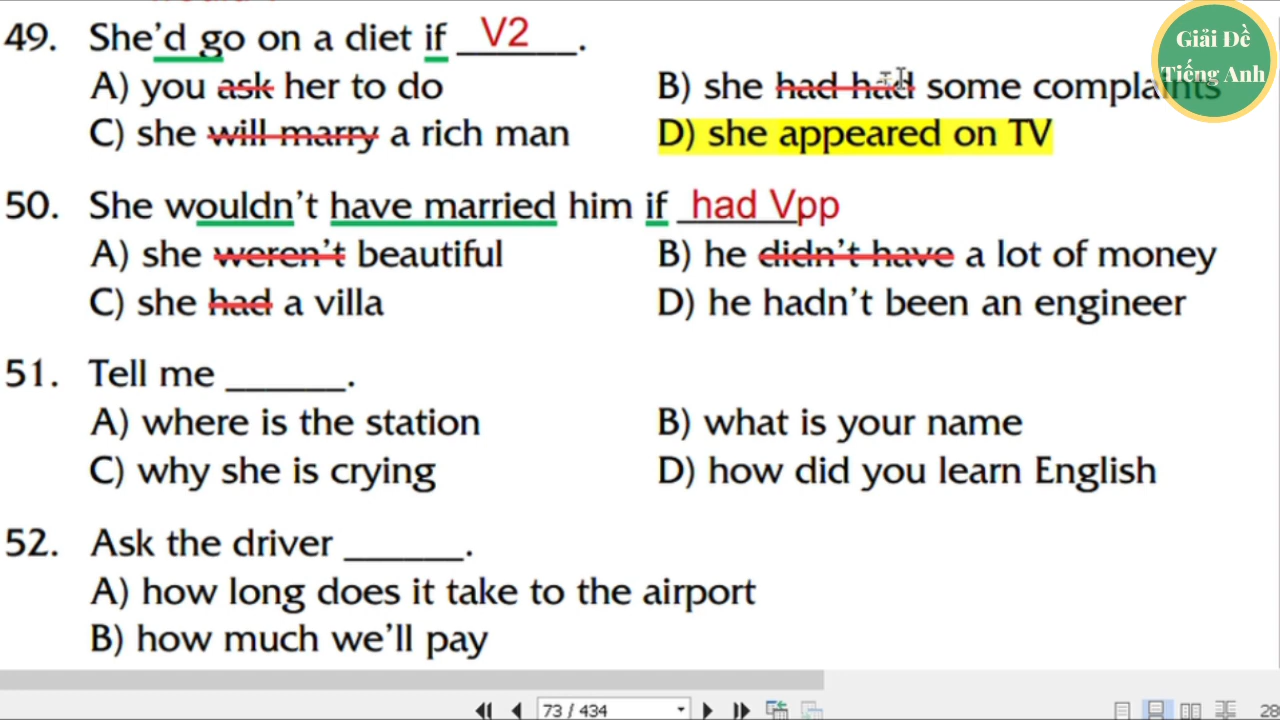 49. She'd go on a diet if ______. V2
A) you ask her to do B) she had had some complaints
C) she will marry a rich man D) she appeared on TV
Giải Đề
Tiếng Anh
50. She wouldn't have married him if ______ had Vpp
A) she weren't beautiful B) he didn't have a lot of money
C) she had a villa D) he hadn't been an engineer
51. Tell me ______.
A) where is the station B) what is your name
C) why she is crying D) how did you learn English
52. Ask the driver ______.
A) how long does it take to the airport
B) how much we'll pay
73 / 434
28